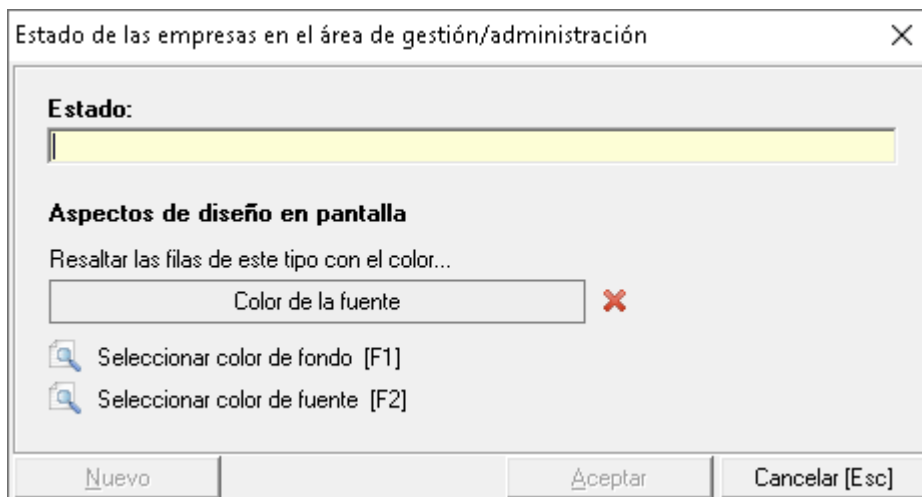 Estado de las empresas en el área de gestión/administración
Estado:
Aspectos de diseño en pantalla
Resaltar las filas de este tipo con el color...
Color de la fuente
Seleccionar color de fondo [F1]
Seleccionar color de fuente [F2]
Nuevo
Aceptar
Cancelar [Esc]